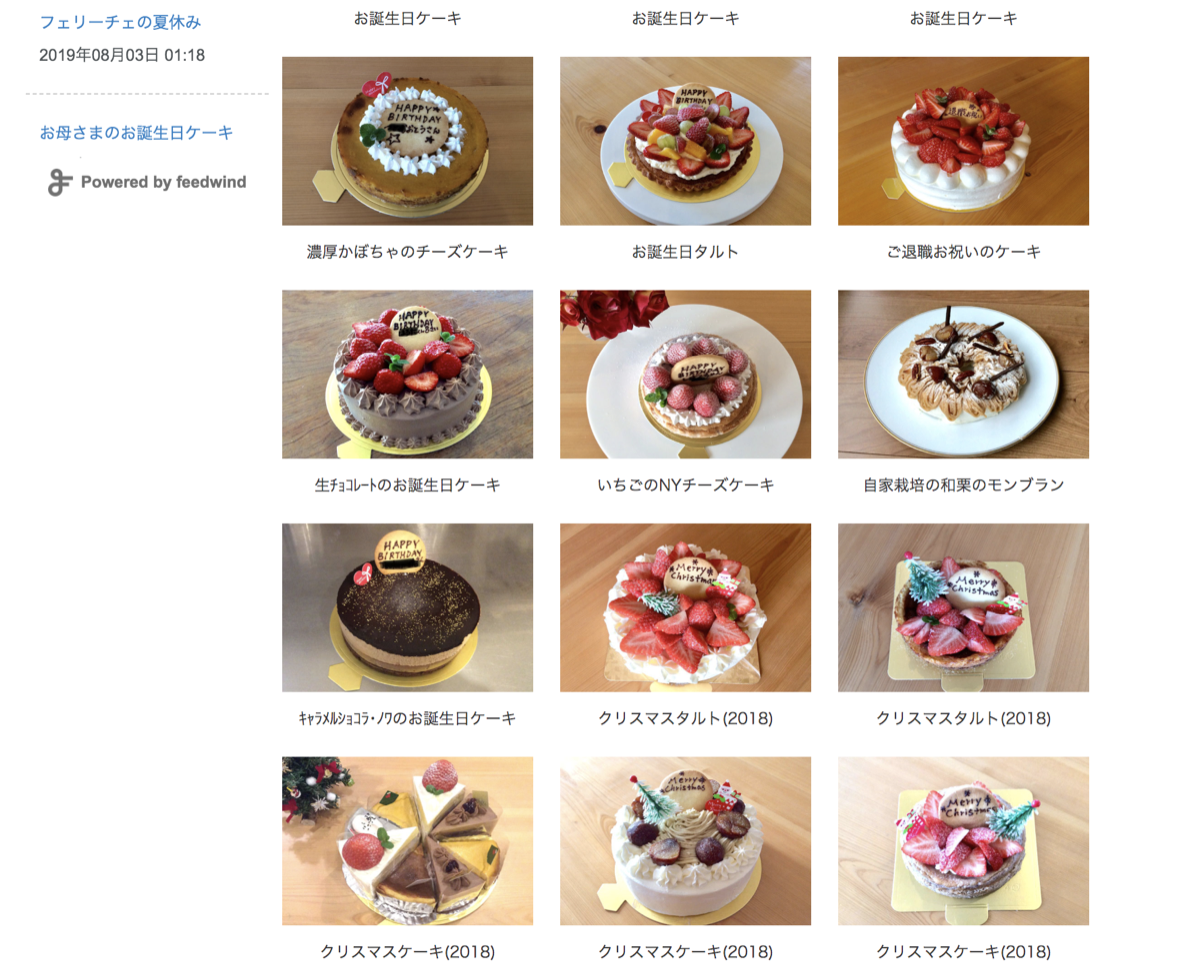 フェリーチェの夏休み
2019年08月03日 01:18
お母さまのお誕生日ケーキ
Powered by feedwind
お誕生日ケーキ
お誕生日ケーキ
お誕生日ケーキ
HAPPY
BIRTHDAY
おとうさん
HAPPY
BIRTHDAY
退職
お祝い
濃厚かぼちゃのチーズケーキ
お誕生日タルト
ご退職お祝いのケーキ
HAPPY
BIRTHDAY
HAPPY
BIRTHDAY
生ﾁｮｺﾚｰﾄのお誕生日ケーキ
いちごのNYチーズケーキ
自家栽培の和栗のモンブラン
HAPPY
BIRTHDAY
Merry
Christmas
Merry
Christmas
ｷｬﾗﾒﾙｼｮｺﾗ・ﾉﾜのお誕生日ケーキ
クリスマスタルト(2018)
クリスマスタルト(2018)
Merry
Christmas
Merry
Christmas
クリスマスケーキ(2018)
クリスマスケーキ(2018)
クリスマスケーキ(2018)